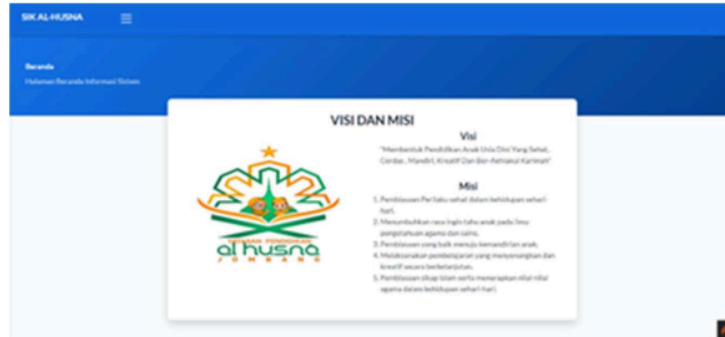 SIK AL-HUSNA
Beranda
Halaman Beranda Informasi Sistem
VISI DAN MISI
Visi
"Membentuk Pendidikan Anak Usia Dini Yang Sehat,
Cerdas, Mandiri, Kreatif Dan Ber-Akhlakul Karimah"
Misi
1. Pembiasaan Perilaku sehat dalam kehidupan sehari-
hari.
2. Menumbuhkan rasa ingin tahu anak pada ilmu
pengetahuan agama dan sains.
3. Pembiasaan yang baik menuju kemandirian anak.
4. Melaksanakan pembelajaran yang menyenangkan dan
kreatif secara berkelanjutan.
5. Pembiasaan sikap islam serta menerapkan nilai-nilai
agama dalam kehidupan sehari-hari.
YAYASAN PENDIDIKAN
al husna
JOMBANG